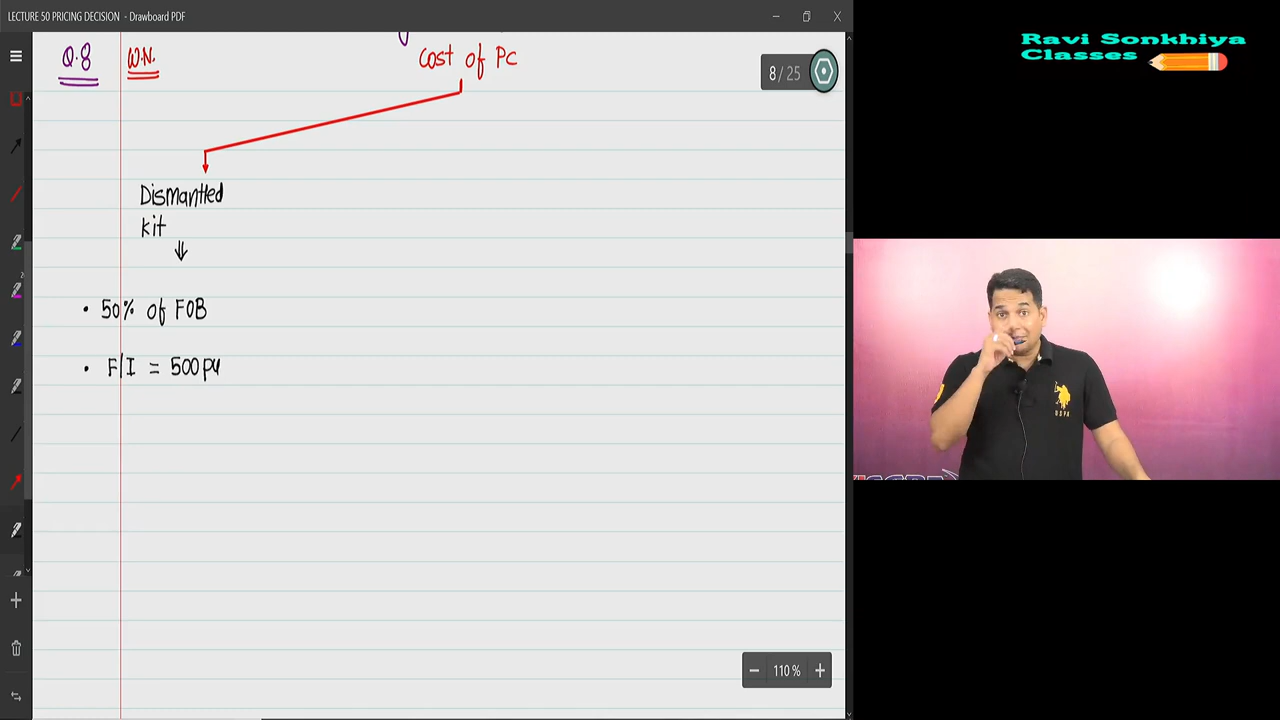 LECTURE 50 PRICING DECISION - Drawboard PDF
Ravi Sonkhiya
Classes
Q.8 W.N. Cost of PC
8 / 25
Dismantled
kit
• 50% of FOB
• F/I = 500 pu
U S P A
110 %